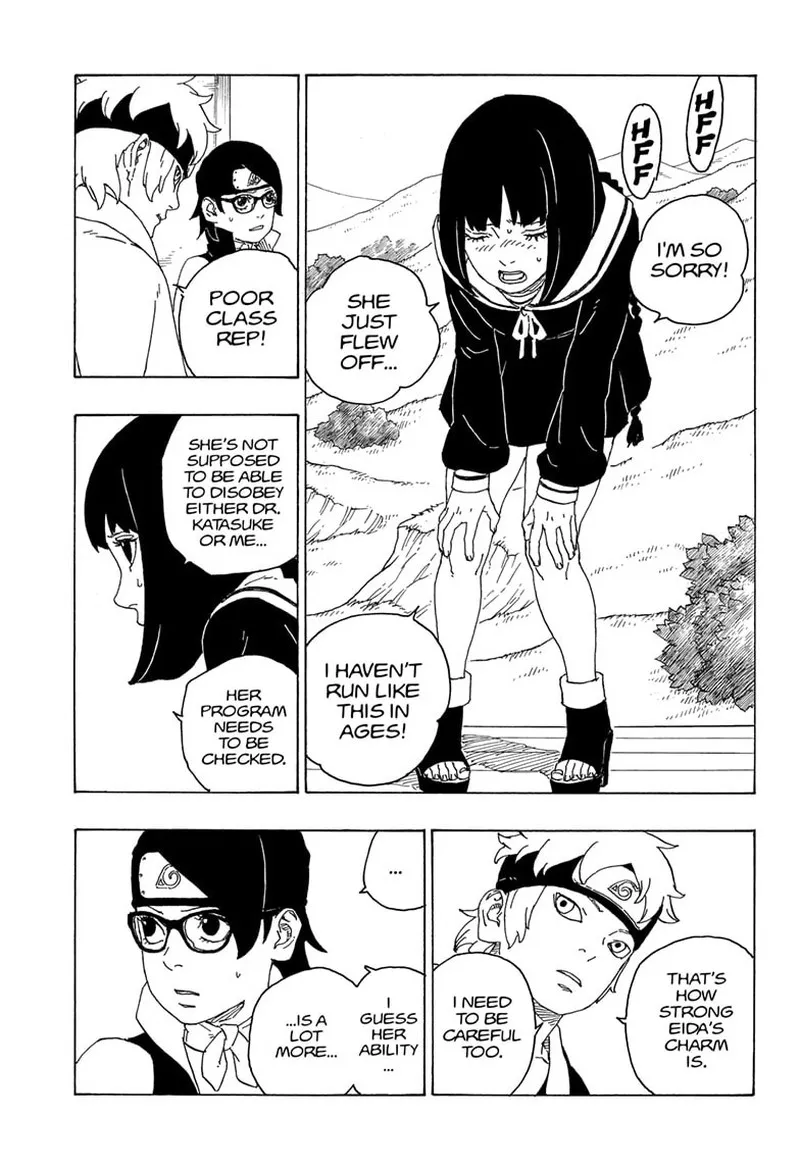 HFF
HFF
I'M SO
SORRY!
SHE
JUST
FLEW
OFF...
I HAVEN'T
RUN LIKE
THIS IN
AGES!
POOR
CLASS
REP!
SHE'S NOT
SUPPOSED
TO BE ABLE
TO DISOBEY
EITHER DR.
KATASUKE
OR ME...
HER
PROGRAM
NEEDS
TO BE
CHECKED.
THAT'S
HOW
STRONG
EIDA'S
CHARM
IS.
I NEED
TO BE
CAREFUL
TOO.
...
I
GUESS
HER
ABILITY
...
...IS A
LOT
MORE...